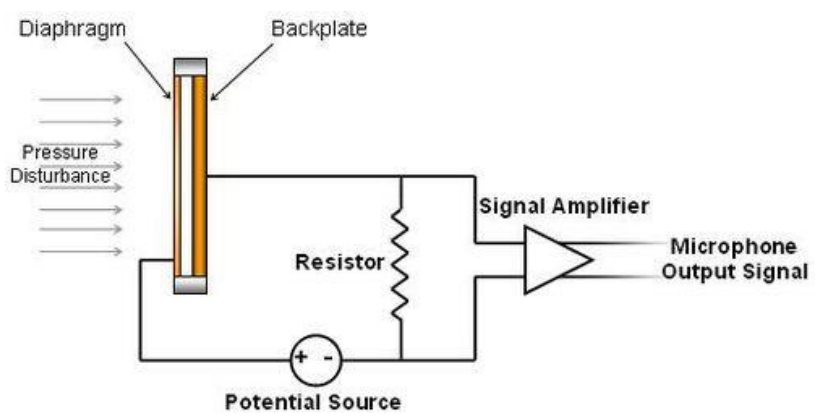 Diaphragm
Backplate
Pressure
Disturbance
Signal Amplifier
Resistor
Microphone
Output Signal
+ -
Potential Source